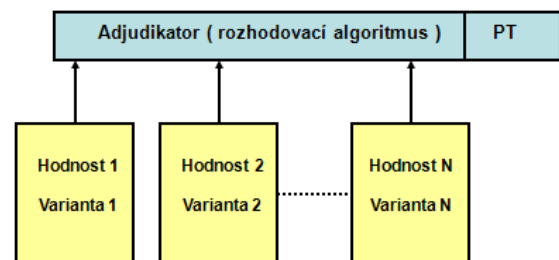 Adjudikator ( rozhodovací algoritmus ) PT
Hodnost 1
Varianta 1
Hodnost 2
Varianta 2
Hodnost N
Varianta N